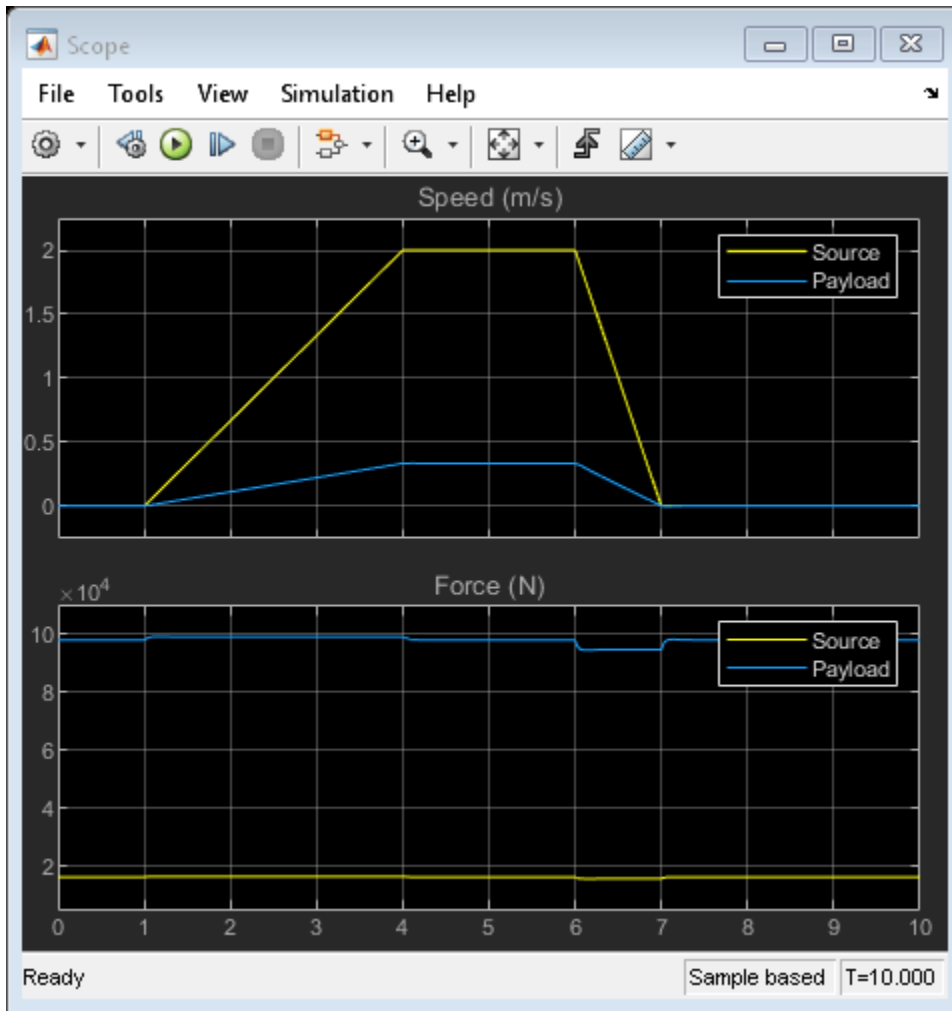 Scope
File Tools View Simulation Help
Speed (m/s)
2
1.5
1
0.5
0
Source
Payload
×10⁴
Force (N)
10
8
6
4
2
Source
Payload
0 1 2 3 4 5 6 7 8 9 10
Ready Sample based T=10.000